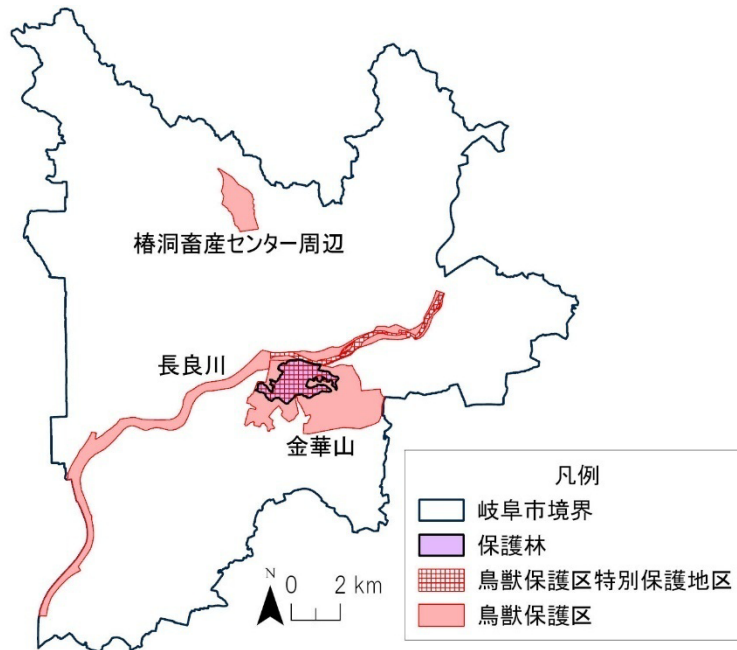 椿洞畜産センター周辺
長良川
金華山
凡例
岐阜市境界
保護林
鳥獣保護区特別保護地区
鳥獣保護区
N 0 2 km